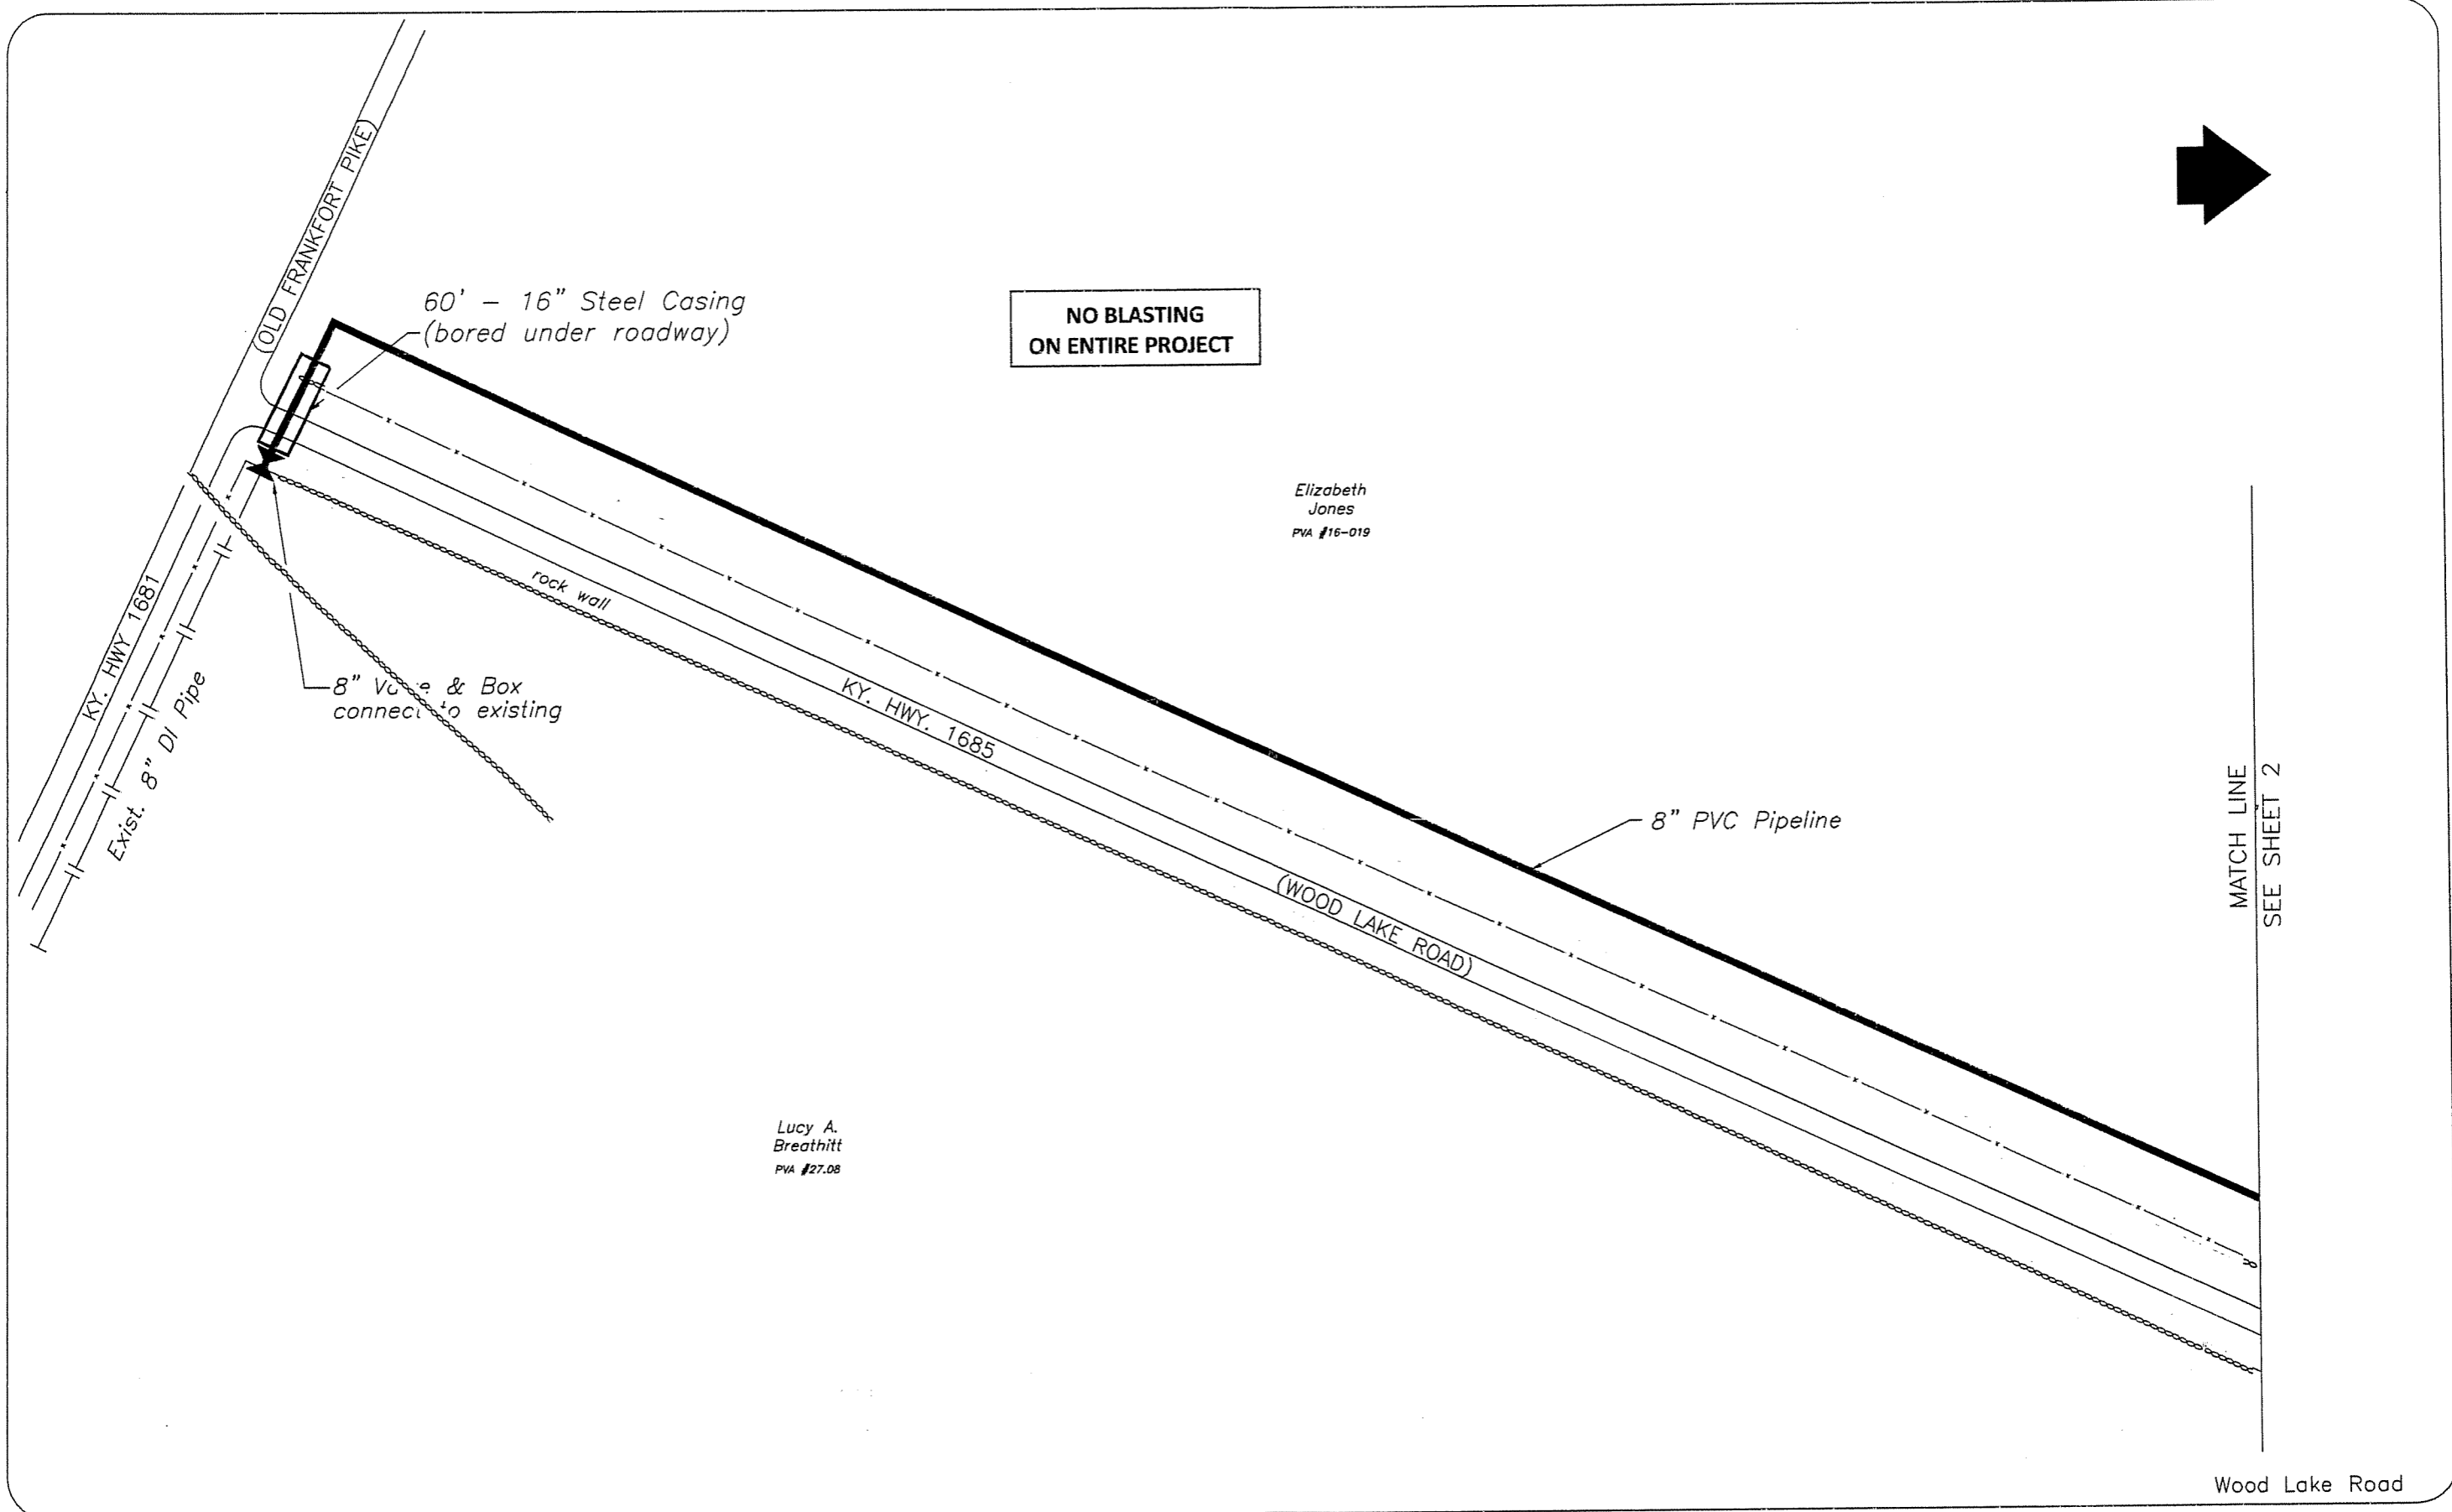 (OLD FRANKFORT PIKE)
60' – 16" Steel Casing
(bored under roadway)
NO BLASTING
ON ENTIRE PROJECT
Elizabeth
Jones
PVA #16-019
rock wall
KY. HWY 1681
Exist. 8" DI Pipe
8" & Box
connect to existing
KY. HWY. 1685
(WOOD LAKE ROAD)
8" PVC Pipeline
MATCH LINE
SEE SHEET 2
Lucy A.
Breathitt
PVA #27.08
Wood Lake Road